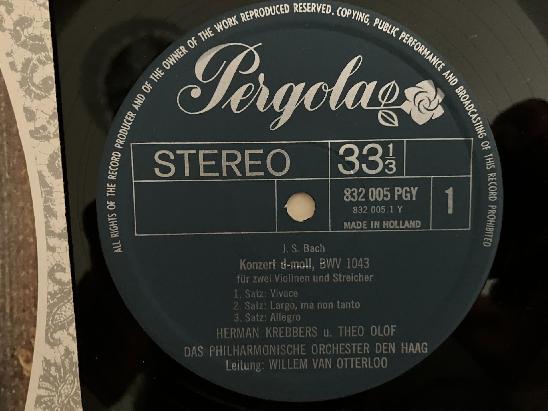 ALL RIGHTS OF THE RECORD PRODUCER AND OF THE OWNER OF THE WORK REPRODUCED RESERVED. COPYING, PUBLIC PERFORMANCE AND BROADCASTING OF THIS RECORD PROHIBITED
Pergola
STEREO
33 1/3
832 005 PGY
832 005.1 Y
MADE IN HOLLAND
1
J. S. Bach
Konzert d-moll, BWV 1043
für zwei Violinen und Streicher
1. Satz: Vivace
2. Satz: Largo, ma non tanto
3. Satz: Allegro
HERMAN KREBBERS u. THEO OLOF
DAS PHILHARMONISCHE ORCHESTER DEN HAAG
Leitung: WILLEM VAN OTTERLOO